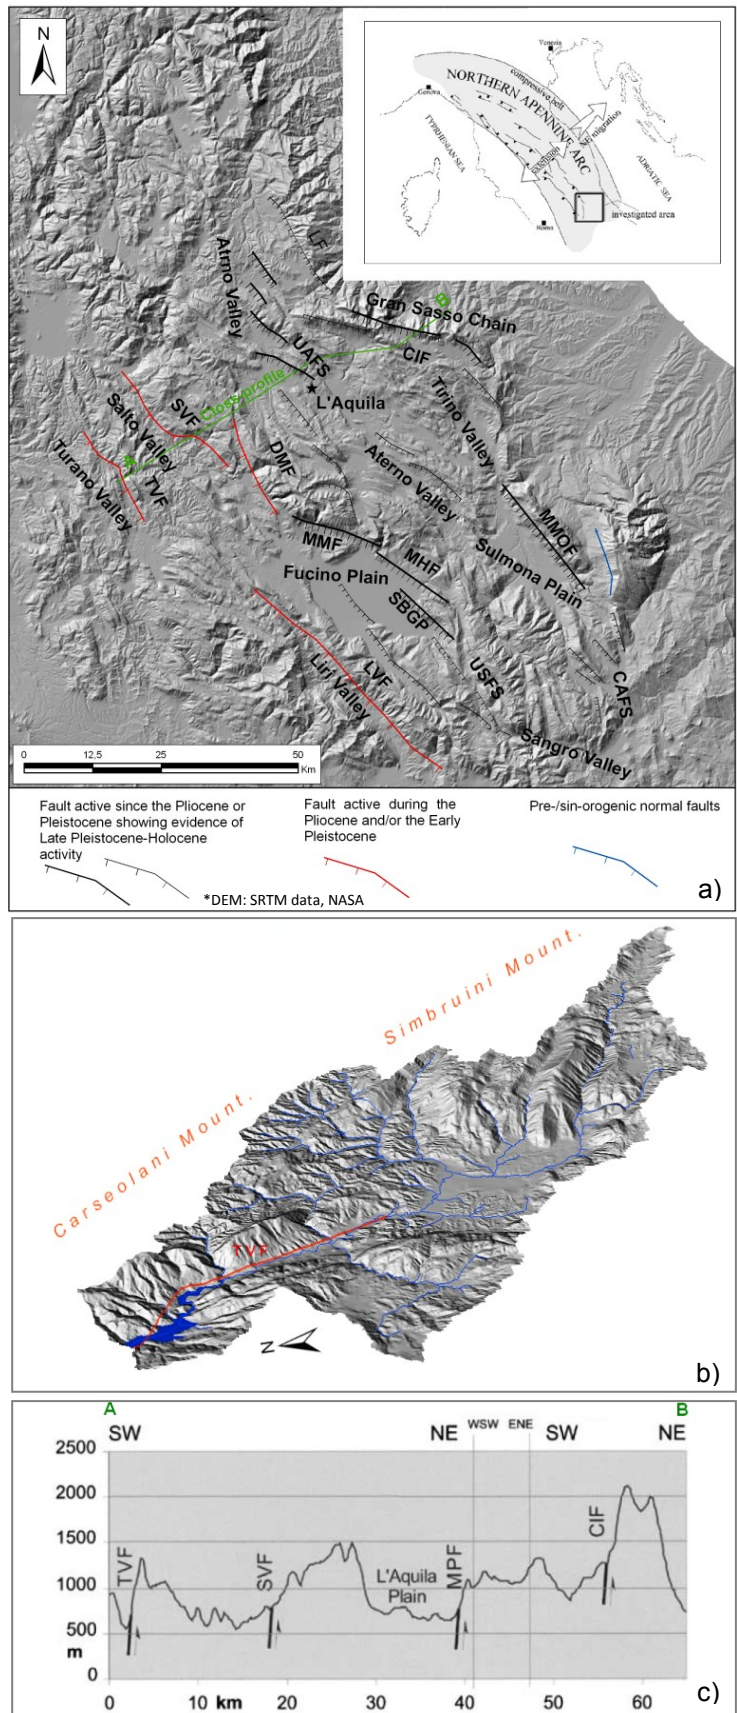 N
Venezia
compressive belt
Genova
NORTHERN APENNINE ARC
TYRRHENIAN SEA
extension
NE migration
ADRIATIC SEA
investigated area
Roma
LF
Atrno Valley
B
Gran Sasso Chain
UAFS
CIF
Cross profile
L'Aquila
Tirino Valley
SVF
Salto Valley
A
TVF
Turano Valley
DMF
Aterno Valley
MMF
MHF
MMOF
Fucino Plain
Sulmona Plain
SBGP
LVF
Liri Valley
USFS
CAFS
Sangro Valley
0 12,5 25 50
Km
Fault active since the Pliocene or
Pleistocene showing evidence of
Late Pleistocene-Holocene
activity
Fault active during the
Pliocene and/or the Early
Pleistocene
Pre-/sin-orogenic normal faults
*DEM: SRTM data, NASA
a)
Simbruini Mount.
Carseolani Mount.
TVF
N
b)
A B
SW NE WSW ENE SW NE
2500
2000
1500
1000
500
m
0
TVF
SVF
L'Aquila
Plain
MPF
CIF
0 10 km 20 30 40 50 60
c)